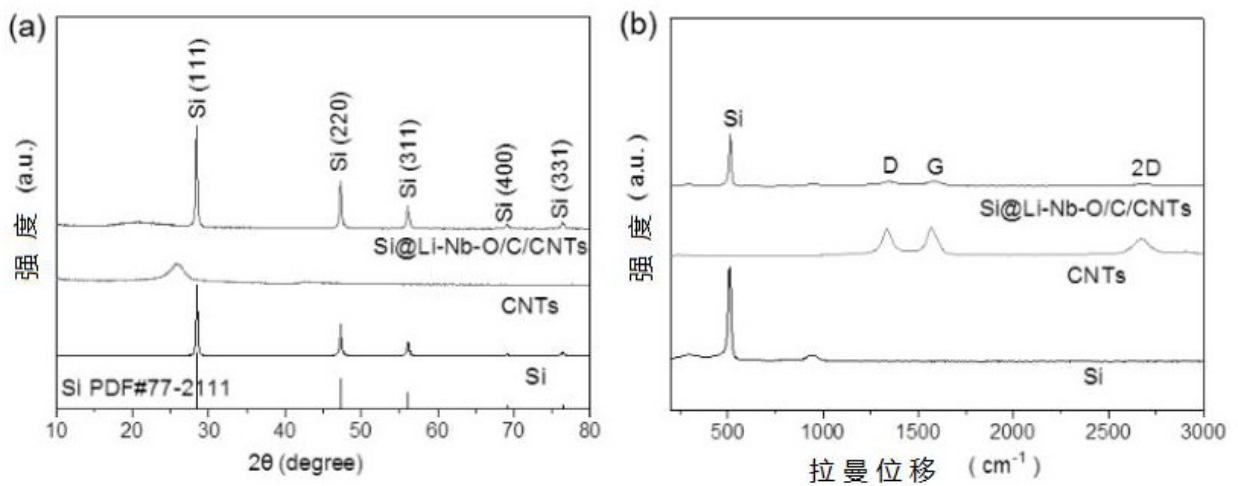 (a)
强度 (a.u.)
Si (111)
Si (220)
Si (311)
Si (400)
Si (331)
Si@Li-Nb-O/C/CNTs
CNTs
Si
Si PDF#77-2111
10 20 30 40 50 60 70 80
2θ (degree)
(b)
强度 (a.u.)
Si
D G 2D
Si@Li-Nb-O/C/CNTs
CNTs
Si
500 1000 1500 2000 2500 3000
拉曼位移 (cm⁻¹)